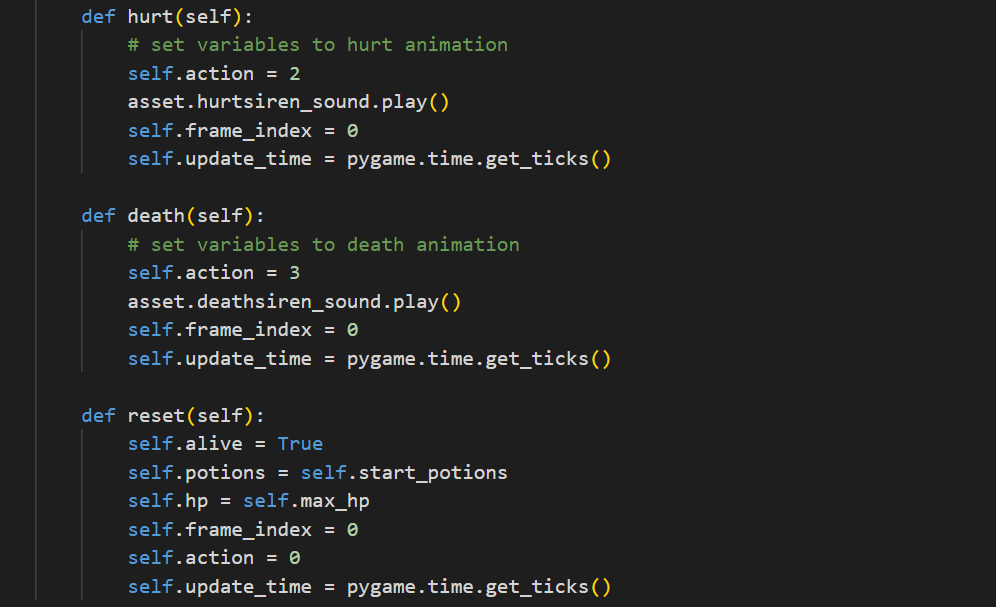 def hurt(self):
    # set variables to hurt animation
    self.action = 2
    asset.hurtsiren_sound.play()
    self.frame_index = 0
    self.update_time = pygame.time.get_ticks()

def death(self):
    # set variables to death animation
    self.action = 3
    asset.deathsiren_sound.play()
    self.frame_index = 0
    self.update_time = pygame.time.get_ticks()

def reset(self):
    self.alive = True
    self.potions = self.start_potions
    self.hp = self.max_hp
    self.frame_index = 0
    self.action = 0
    self.update_time = pygame.time.get_ticks()